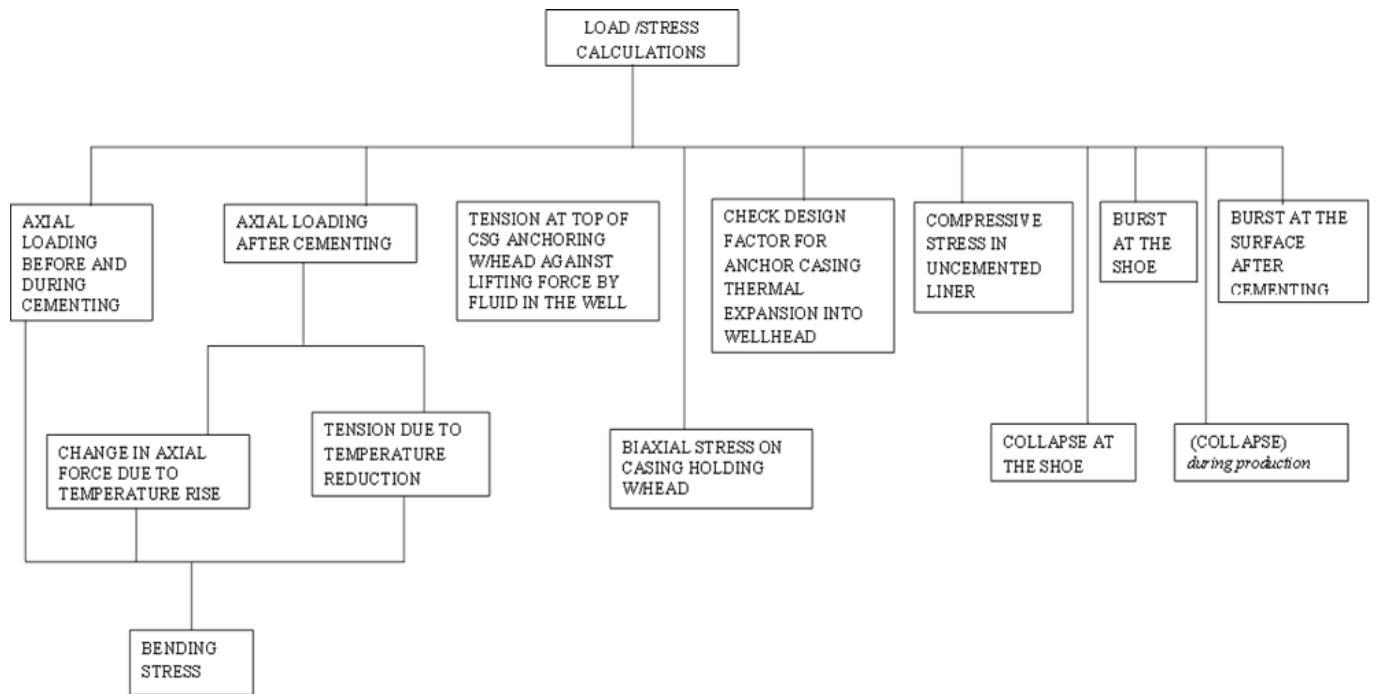 LOAD /STRESS
CALCULATIONS
AXIAL
LOADING
BEFORE AND
DURING
CEMENTING
AXIAL LOADING
AFTER CEMENTING
TENSION AT TOP OF
CSG ANCHORING
W/HEAD AGAINST
LIFTING FORCE BY
FLUID IN THE WELL
CHECK DESIGN
FACTOR FOR
ANCHOR CASING
THERMAL
EXPANSION INTO
WELLHEAD
COMPRESSIVE
STRESS IN
UNCEMENTED
LINER
BURST
AT THE
SHOE
BURST AT THE
SURFACE
AFTER
CEMENTING
CHANGE IN AXIAL
FORCE DUE TO
TEMPERATURE RISE
TENSION DUE TO
TEMPERATURE
REDUCTION
BIAXIAL STRESS ON
CASING HOLDING
W/HEAD
COLLAPSE AT
THE SHOE
(COLLAPSE)
during production
BENDING
STRESS